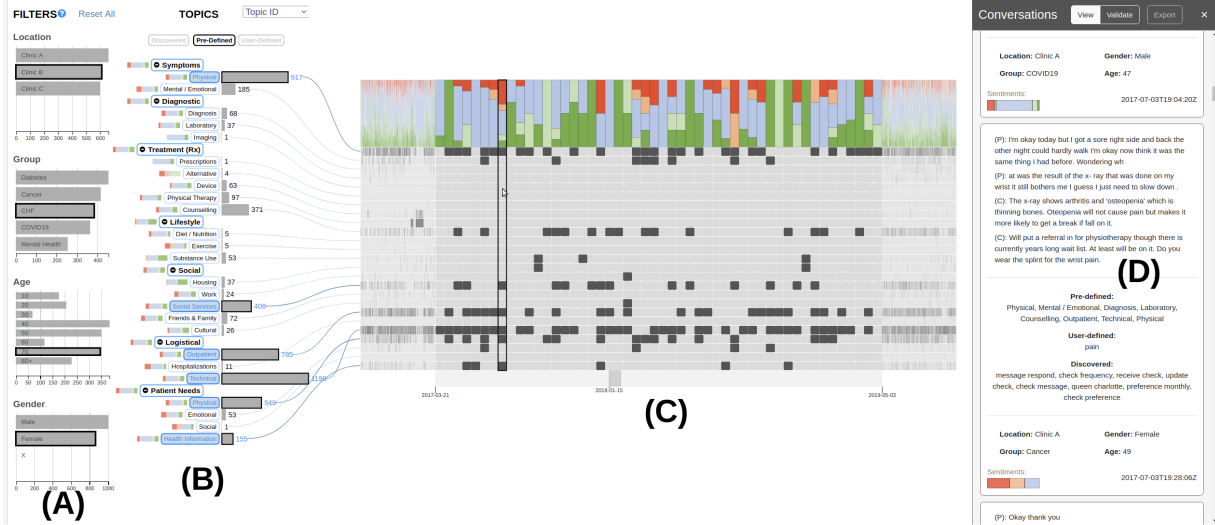 FILTERS? Reset All
Location
Clinic A
Clinic B
Clinic C
0 100 200 300 400 500 600
Group
Diabetes
Cancer
CHF
COVID19
Mental Health
0 100 200 300 400
Age
10
20
30
40
50
60
70
80+
0 50 100 150 200 250 300 350
Gender
Male
Female
X
0 200 400 600 800 1000
(A)
TOPICS
Topic ID
Discovered Pre-Defined User-Defined
Symptoms
Physical 917
Mental / Emotional 185
Diagnostic
Diagnosis 68
Laboratory 37
Imaging 1
Treatment (Rx)
Prescriptions 1
Alternative 4
Device 63
Physical Therapy 97
Counselling 371
Lifestyle
Diet / Nutrition 5
Exercise 5
Substance Use 53
Social
Housing 37
Work 24
Social Services 408
Friends & Family 72
Cultural 26
Logistical
Outpatient 785
Hospitalizations 11
Technical 1199
Patient Needs
Physical 549
Emotional 53
Social 1
Health Information 155
(B)
2017-03-21 2018-01-15 2019-05-03
(C)
Conversations View Validate Export ×
Location: Clinic A Gender: Male
Group: COVID19 Age: 47
Sentiments:
2017-07-03T19:04:20Z
(P): I'm okay today but I got a sore right side and back the
other night could hardly walk I'm okay now think it was the
same thing I had before. Wondering wh
(P): at was the result of the x- ray that was done on my
wrist it still bothers me I guess I just need to slow down .
(C): The x-ray shows arthritis and 'osteopenia' which is
thinning bones. Oteopenia will not cause pain but makes it
more likely to get a break if fall on it.
(C): Will put a referral in for physiotherapy though there is
currently years long wait list. At least will be on it. Do you
wear the splint for the wrist pain.
(D)
Pre-defined:
Physical, Mental / Emotional, Diagnosis, Laboratory,
Counselling, Outpatient, Technical, Physical
User-defined:
pain
Discovered:
message respond, check frequency, receive check, update
check, check message, queen charlotte, preference monthly,
check preference
Location: Clinic A Gender: Female
Group: Cancer Age: 49
Sentiments:
2017-07-03T19:28:06Z
(P): Okay thank you